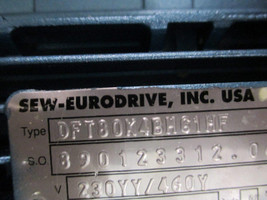 SEW-EURODRIVE, INC. USA
Type DFT80K4BMG1HF
S.O. 890123312.0
V 230YY/460Y